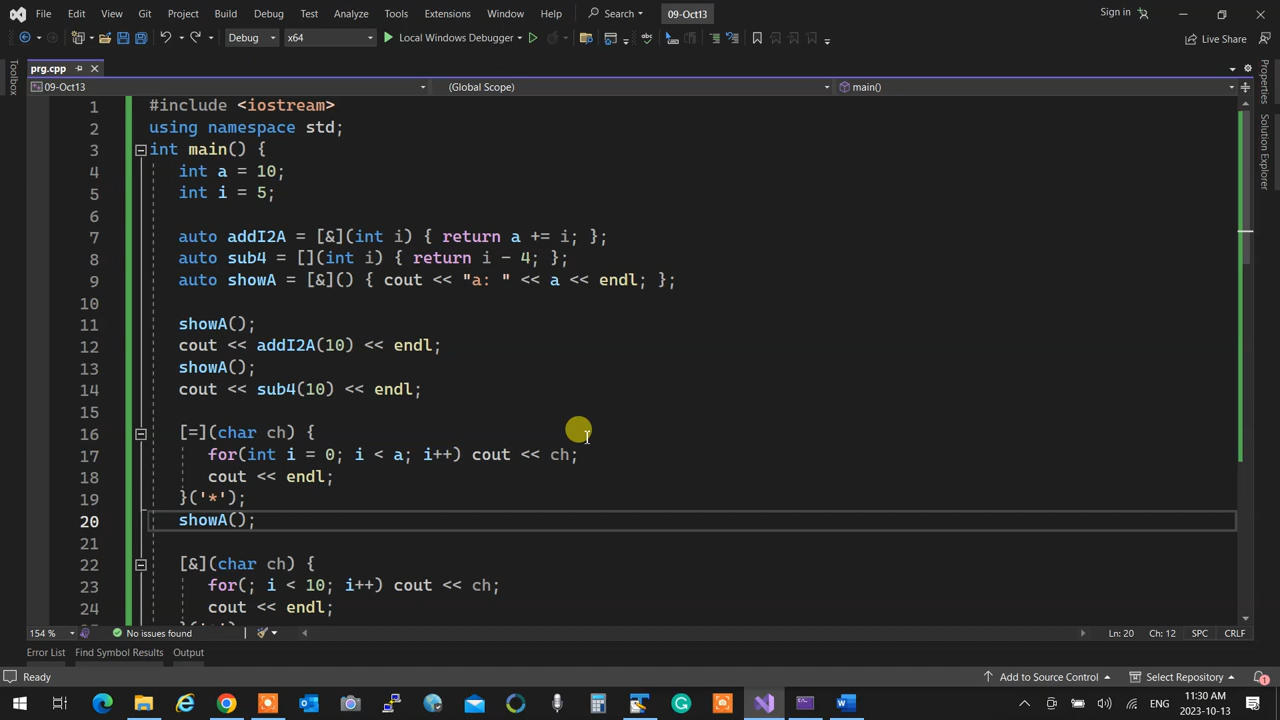 File Edit View Git Project Build Debug Test Analyze Tools Extensions Window Help Search 09-Oct13 Sign in
Debug x64 Local Windows Debugger Live Share
prg.cpp
09-Oct13 (Global Scope) main()
Toolbox
Properties
Solution Explorer
1 #include <iostream>
2 using namespace std;
3 int main() {
4 int a = 10;
5 int i = 5;
6
7 auto addI2A = [&](int i) { return a += i; };
8 auto sub4 = [](int i) { return i - 4; };
9 auto showA = [&]() { cout << "a: " << a << endl; };
10
11 showA();
12 cout << addI2A(10) << endl;
13 showA();
14 cout << sub4(10) << endl;
15
16 [=](char ch) {
17 for(int i = 0; i < a; i++) cout << ch;
18 cout << endl;
19 }('*');
20 showA();
21
22 [&](char ch) {
23 for(; i < 10; i++) cout << ch;
24 cout << endl;
154 % No issues found Ln: 20 Ch: 12 SPC CRLF
Error List Find Symbol Results Output
Ready Add to Source Control Select Repository 1
ENG 11:30 AM
2023-10-13